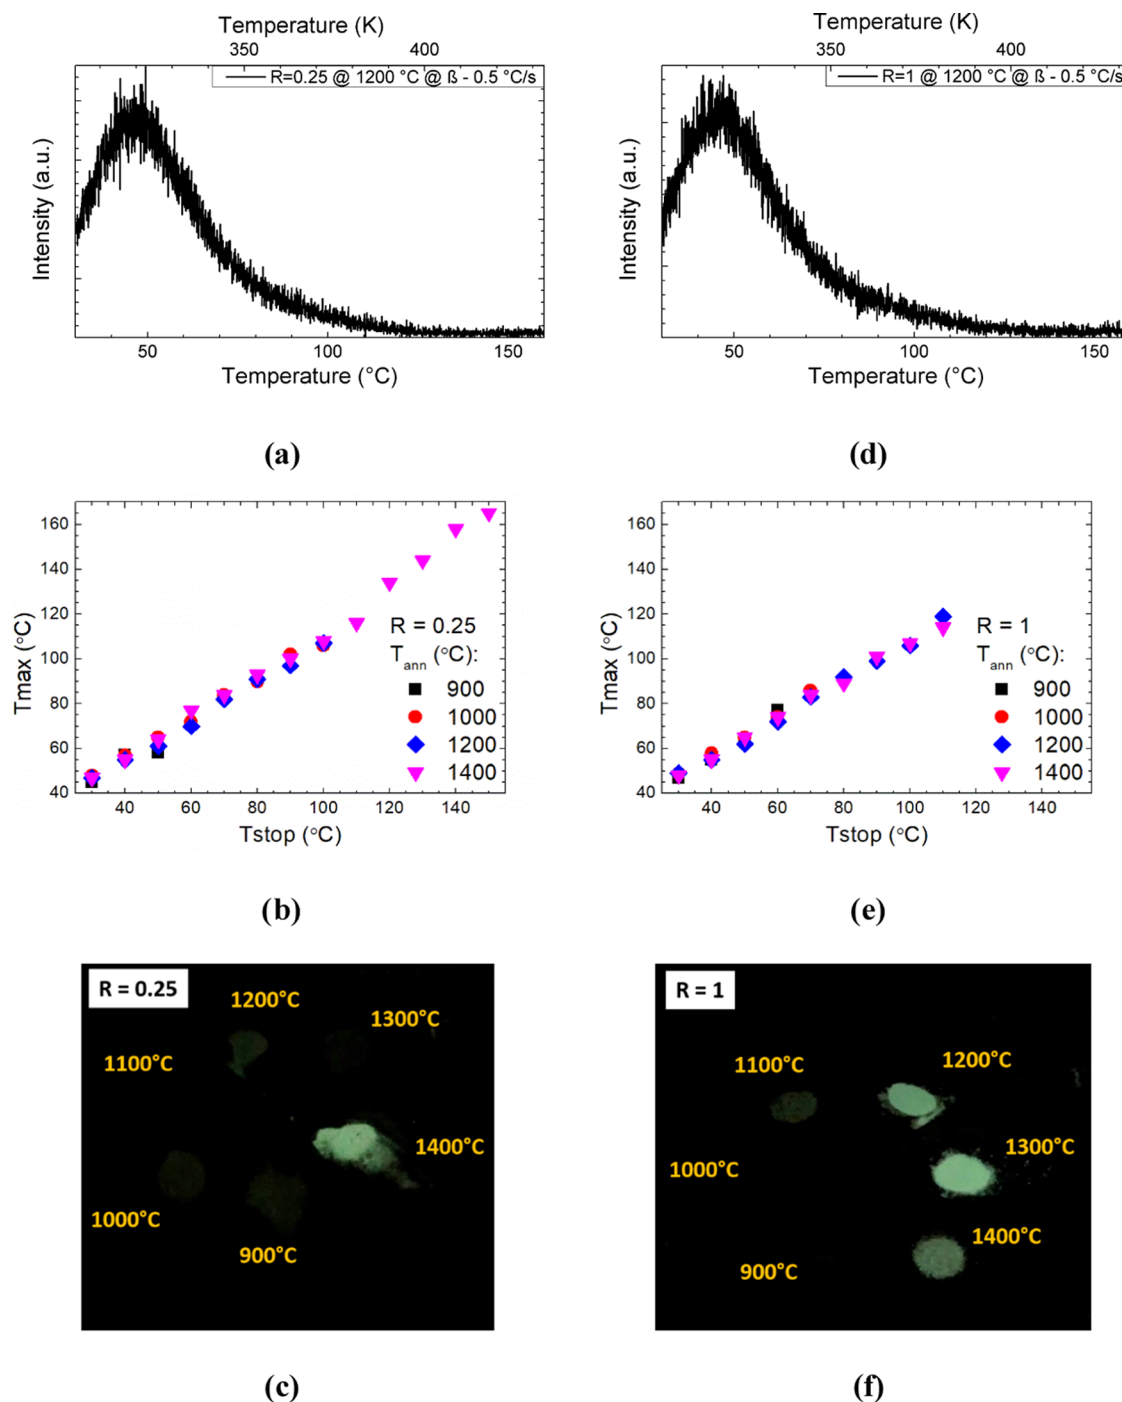 Temperature (K)
350 400
R=0.25 @ 1200 °C @ ß - 0.5 °C/s
Intensity (a.u.)
50 100 150
Temperature (°C)
(a)
Temperature (K)
350 400
R=1 @ 1200 °C @ ß - 0.5 °C/s
Intensity (a.u.)
50 100 150
Temperature (°C)
(d)
160
140
120
100
80
60
40
Tmax (°C)
R = 0.25
Tann (°C):
900
1000
1200
1400
40 60 80 100 120 140
Tstop (°C)
(b)
160
140
120
100
80
60
40
Tmax (°C)
R = 1
Tann (°C):
900
1000
1200
1400
40 60 80 100 120 140
Tstop (°C)
(e)
R = 0.25
1200°C
1300°C
1100°C
1400°C
1000°C
900°C
(c)
R = 1
1200°C
1100°C
1300°C
1000°C
1400°C
900°C
(f)